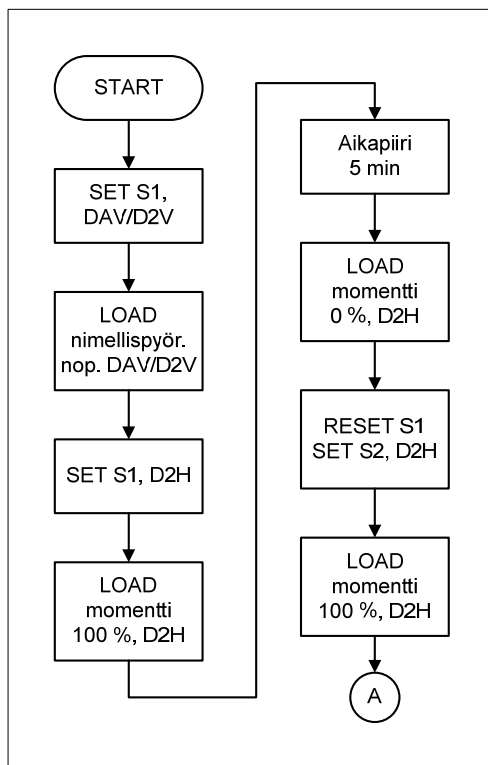 START
SET S1,
DAV/D2V
LOAD
nimellispyör.
nop. DAV/D2V
SET S1, D2H
LOAD
momentti
100 %, D2H
Aikapiiri
5 min
LOAD
momentti
0 %, D2H
RESET S1
SET S2, D2H
LOAD
momentti
100 %, D2H
A